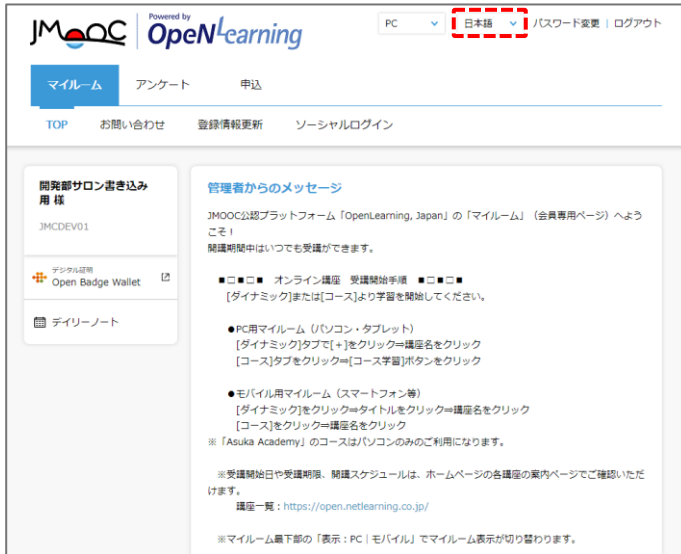 JMOOC
Powered by
OpeNLearning
PC
日本語
パスワード変更 | ログアウト
マイルーム
アンケート
申込
TOP
お問い合わせ
登録情報更新
ソーシャルログイン
開発部サロン書き込み
用 様
JMCDEV01
デジタル証明
Open Badge Wallet
デイリーノート
管理者からのメッセージ
JMOOC公認プラットフォーム「OpenLearning, Japan」の「マイルーム」（会員専用ページ）へよう
こそ！
開講期間中はいつでも受講ができます。
■□■□■ オンライン講座 受講開始手順 ■□■□■
[ダイナミック]または[コース]より学習を開始してください。
●PC用マイルーム（パソコン・タブレット）
[ダイナミック]タブで[+]をクリック⇒講座名をクリック
[コース]タブをクリック⇒[コース学習]ボタンをクリック
●モバイル用マイルーム（スマートフォン等）
[ダイナミック]をクリック⇒タイトルをクリック⇒講座名をクリック
[コース]をクリック⇒講座名をクリック
※「Asuka Academy」のコースはパソコンのみのご利用になります。
※受講開始日や受講期限、開講スケジュールは、ホームページの各講座の案内ページでご確認いただ
けます。
講座一覧：https://open.netlearning.co.jp/
※マイルーム最下部の「表示：PC｜モバイル」でマイルーム表示が切り替わります。